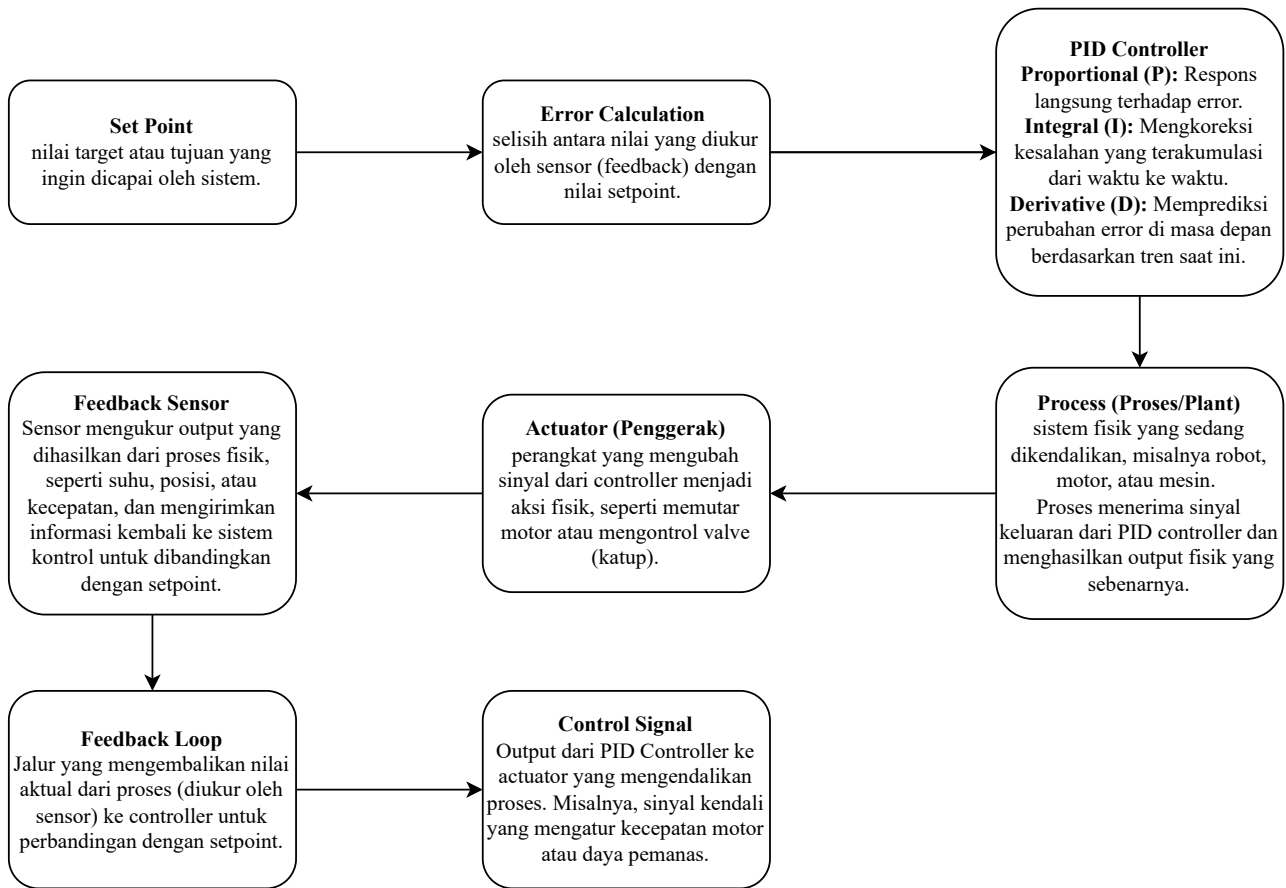 Set Point
nilai target atau tujuan yang
ingin dicapai oleh sistem.
Error Calculation
selisih antara nilai yang diukur
oleh sensor (feedback) dengan
nilai setpoint.
PID Controller
Proportional (P): Respons
langsung terhadap error.
Integral (I): Mengkoreksi
kesalahan yang terakumulasi
dari waktu ke waktu.
Derivative (D): Memprediksi
perubahan error di masa depan
berdasarkan tren saat ini.
Process (Proses/Plant)
sistem fisik yang sedang
dikendalikan, misalnya robot,
motor, atau mesin.
Proses menerima sinyal
keluaran dari PID controller dan
menghasilkan output fisik yang
sebenarnya.
Actuator (Penggerak)
perangkat yang mengubah
sinyal dari controller menjadi
aksi fisik, seperti memutar
motor atau mengontrol valve
(katup).
Feedback Sensor
Sensor mengukur output yang
dihasilkan dari proses fisik,
seperti suhu, posisi, atau
kecepatan, dan mengirimkan
informasi kembali ke sistem
kontrol untuk dibandingkan
dengan setpoint.
Feedback Loop
Jalur yang mengembalikan nilai
aktual dari proses (diukur oleh
sensor) ke controller untuk
perbandingan dengan setpoint.
Control Signal
Output dari PID Controller ke
actuator yang mengendalikan
proses. Misalnya, sinyal kendali
yang mengatur kecepatan motor
atau daya pemanas.